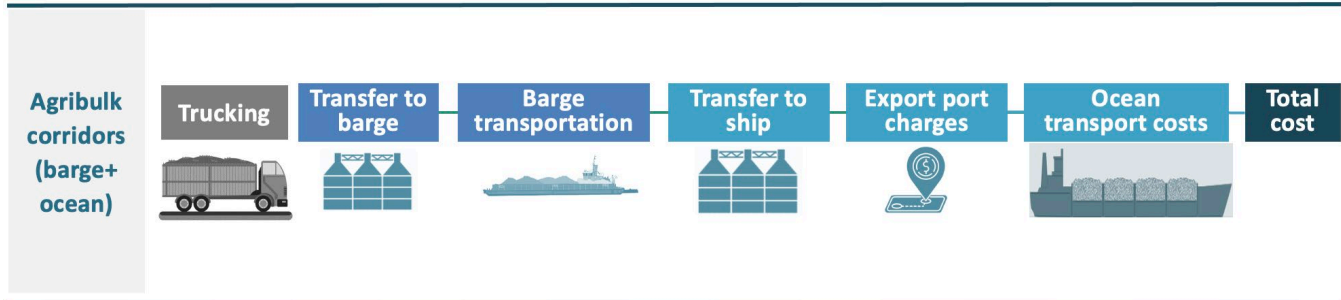 Agribulk
corridors
(barge+
ocean)
Trucking
Transfer to
barge
Barge
transportation
Transfer to
ship
Export port
charges
Ocean
transport costs
Total
cost
$